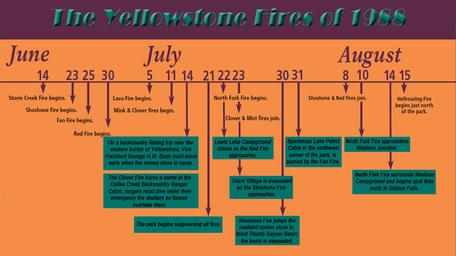 The Yellowstone Fires of 1988
June
July
August
14 23 25 30 5 11 14 21 22 23 30 31 8 10 14 15
Storm Creek Fire begins.
Shoshone Fire begins.
Fan Fire begins.
Red Fire begins.
Lava Fire begins.
Mink & Clover fires begin.
On a backcountry fishing trip near the
eastern border of Yellowstone, Vice
President George H.W. Bush must leave
early when fires come close to camp.
The Clover Fire burns a corral at the
Calfee Creek Backcountry Ranger
Cabin; rangers must dive under their
emergency fire shelters as flames
overtake them.
The park begins suppressing all fires.
North Fork Fire begins.
Clover & Mist fires join.
Lewis Lake Campground
closes as the Red Fire
approaches.
Grant Village is evacuated
as the Shoshone Fire
approaches.
Shoshone Fire jumps the
road and comes close to
West Thumb Geyser Basin;
the basin is evacuated.
Sportsman Lake Patrol
Cabin in the northwest
corner of the park, is
burned by the Fan Fire
Shoshone & Red fires join.
North Fork Fire approaches
Madison Junction.
North Fork Fire surrounds Madison
Campground and begins spot fires
north to Gibbon Falls.
Hellroaring Fire
begins just north
of the park.